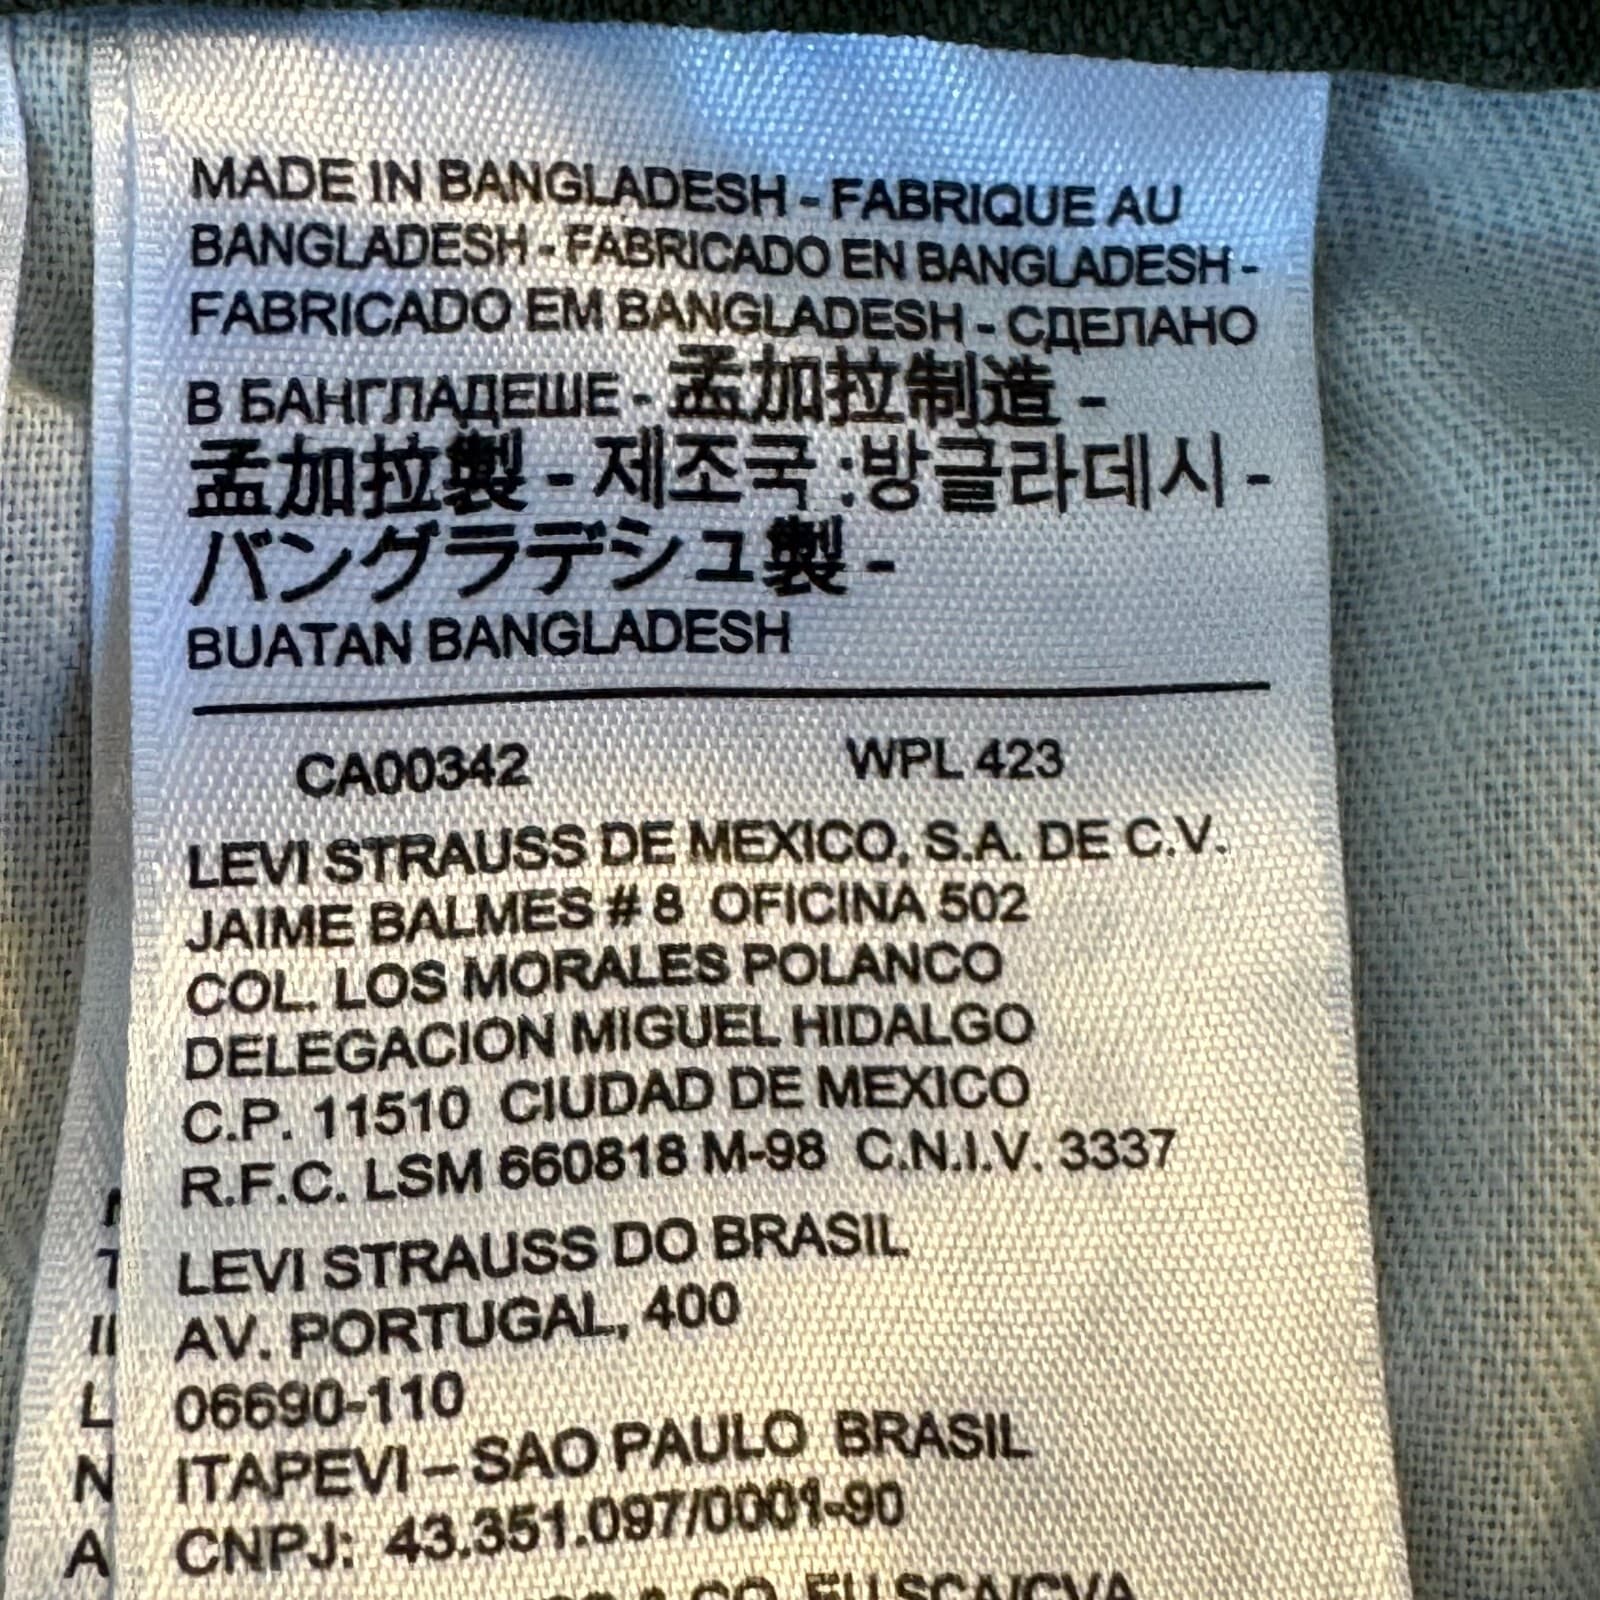 MADE IN BANGLADESH - FABRIQUE AU
BANGLADESH - FABRICADO EN BANGLADESH -
FABRICADO EM BANGLADESH - СДЕЛАНО
В БАНГЛАДЕШЕ - 孟加拉制造 -
孟加拉製 - 제조국 :방글라데시 -
バングラデシュ製 -
BUATAN BANGLADESH
CA00342 WPL 423
LEVI STRAUSS DE MEXICO, S.A. DE C.V.
JAIME BALMES # 8 OFICINA 502
COL. LOS MORALES POLANCO
DELEGACION MIGUEL HIDALGO
C.P. 11510 CIUDAD DE MEXICO
R.F.C. LSM 660818 M-98 C.N.I.V. 3337
LEVI STRAUSS DO BRASIL
AV. PORTUGAL, 400
06690-110
ITAPEVI – SAO PAULO BRASIL
CNPJ: 43.351.097/0001-90
& CO. EU SCA/CVA